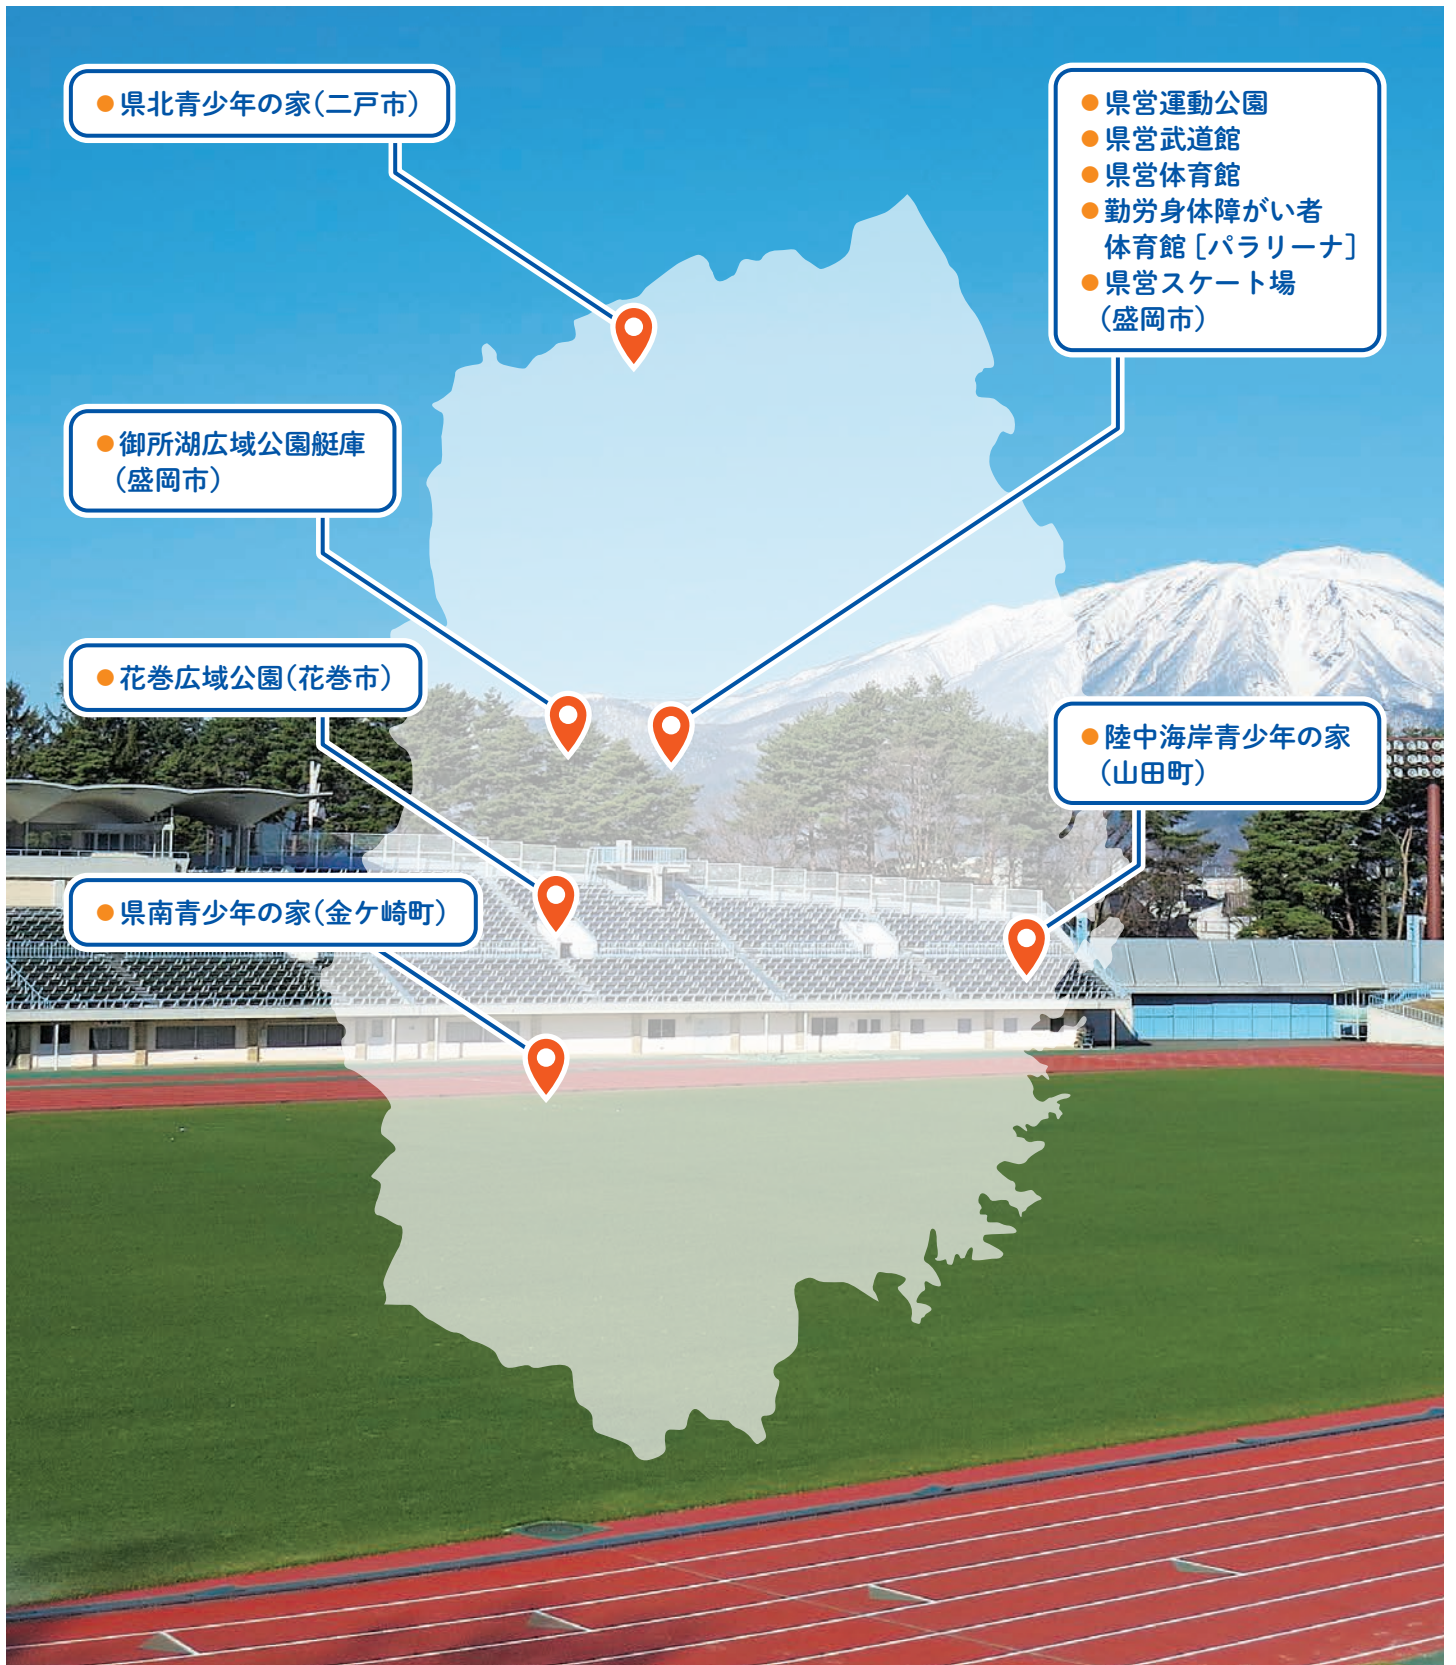 ●県北青少年の家(二戸市)
●県営運動公園
●県営武道館
●県営体育館
●勤労身体障がい者
体育館[パラリーナ]
●県営スケート場
(盛岡市)
●御所湖広域公園艇庫
(盛岡市)
●花巻広域公園(花巻市)
●陸中海岸青少年の家
(山田町)
●県南青少年の家(金ケ崎町)